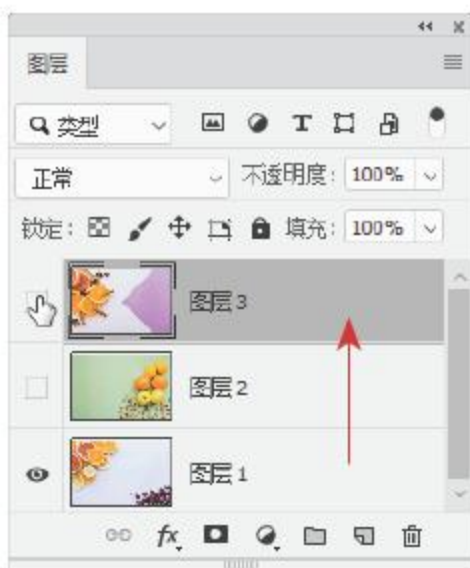 图层
类型
正常 不透明度: 100%
锁定: 填充: 100%
图层 3
图层 2
图层 1
fx